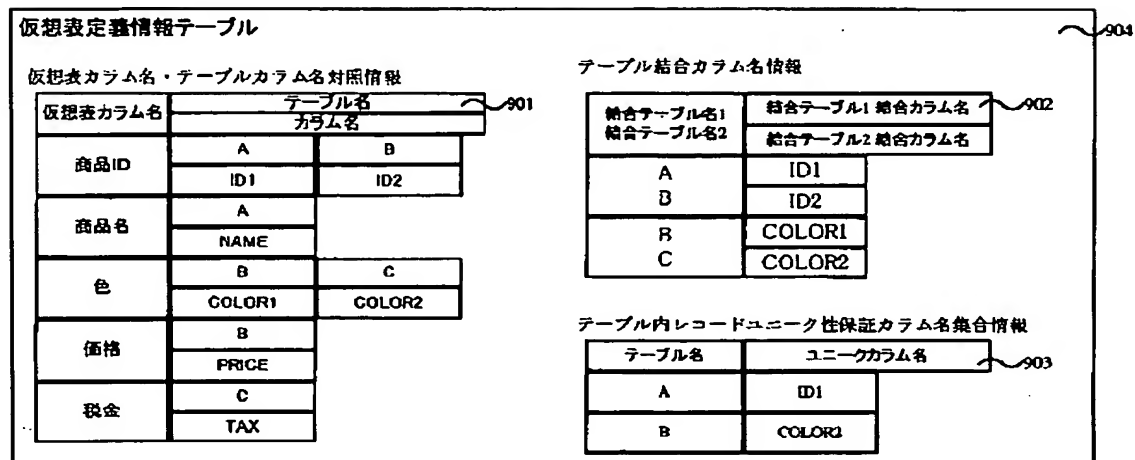 仮想表定義情報テーブル
904
仮想表カラム名・テーブルカラム名対照情報
仮想表カラム名
テーブル名
901
カラム名
商品ID
A
B
ID1
ID2
商品名
A
NAME
色
B
C
COLOR1
COLOR2
価格
B
PRICE
税金
C
TAX
テーブル結合カラム名情報
結合テーブル名1
結合テーブル名2
結合テーブル1 結合カラム名
902
結合テーブル2 結合カラム名
A
B
ID1
ID2
B
C
COLOR1
COLOR2
テーブル内レコードユニーク性保証カラム名集合情報
テーブル名
ユニークカラム名
903
A
ID1
B
COLOR2